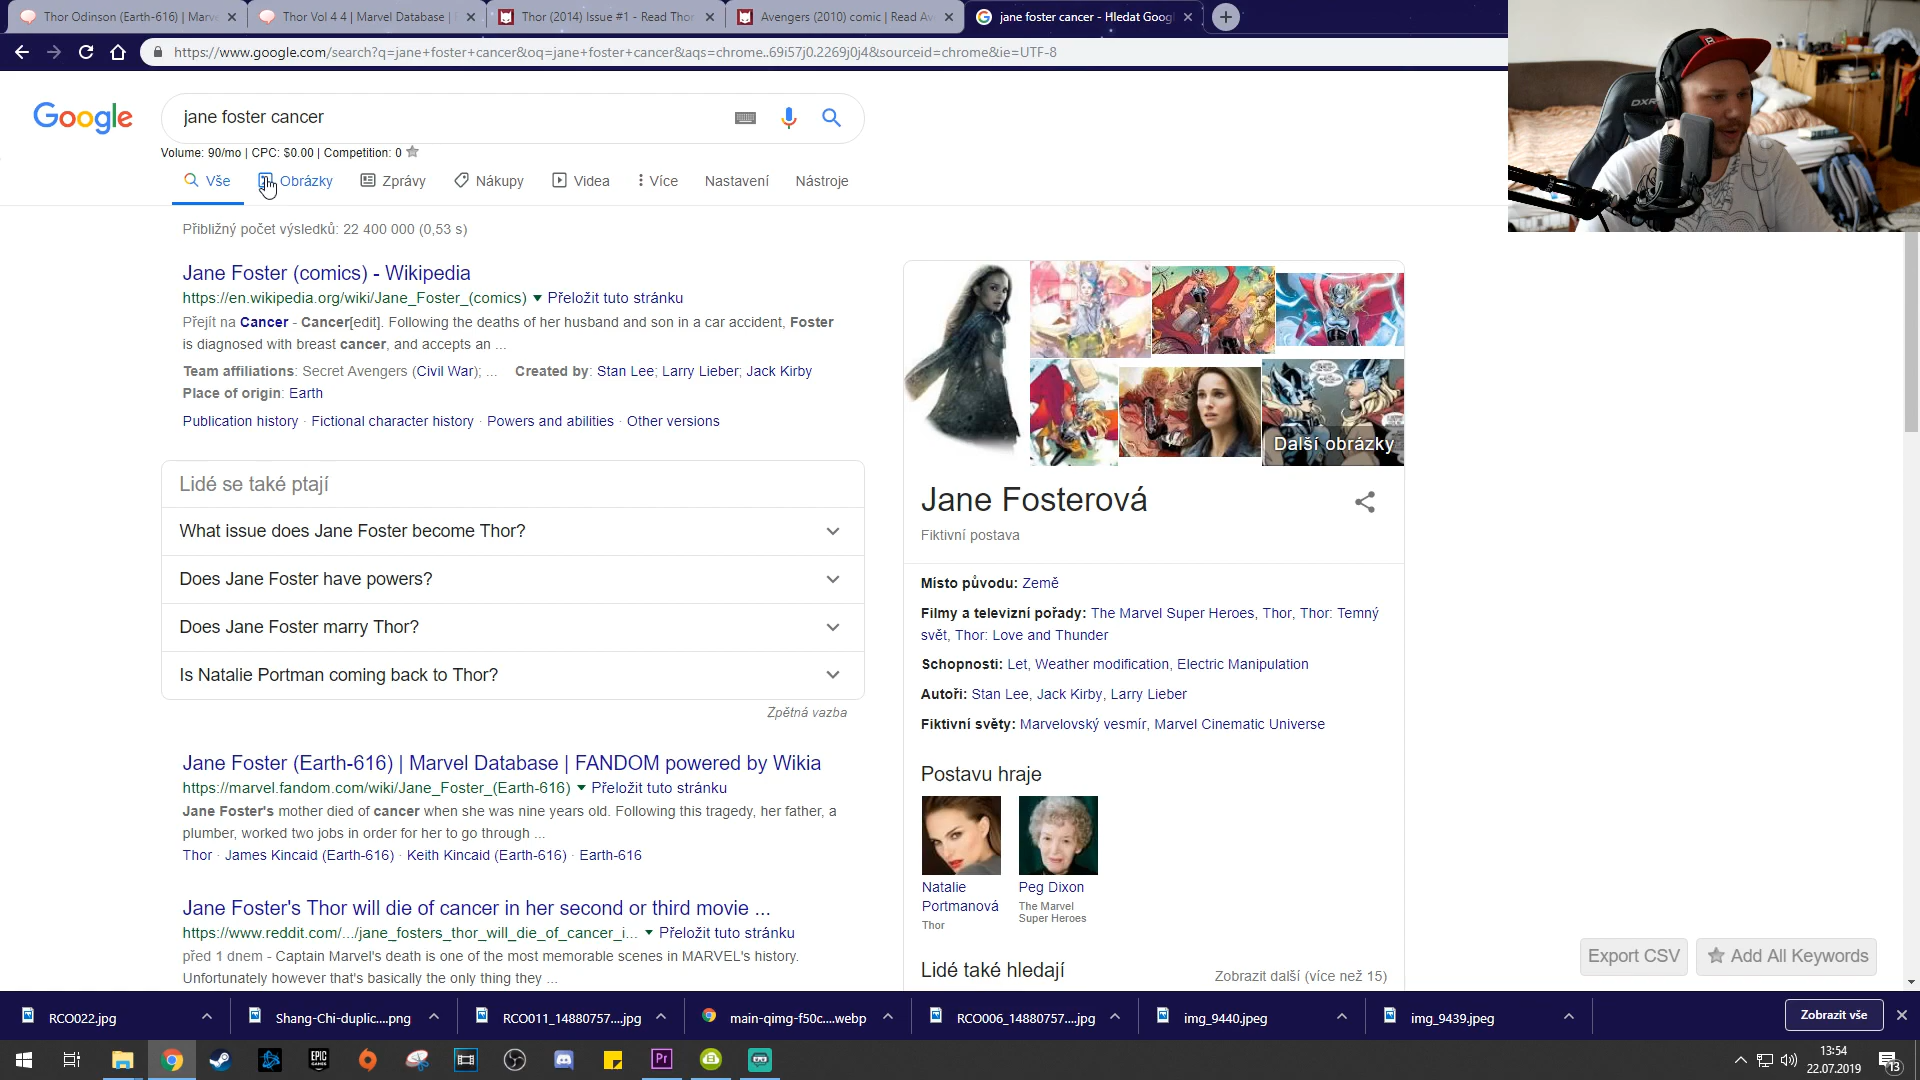 Thor Odinson (Earth-616) | Marv
Thor Vol 4 4 | Marvel Database |
Thor (2014) Issue #1 - Read Thor
Avengers (2010) comic | Read Av
jane foster cancer - Hledat Goog
https://www.google.com/search?q=jane+foster+cancer&oq=jane+foster+cancer&aqs=chrome..69i57j0.2269j0j4&sourceid=chrome&ie=UTF-8
Google
jane foster cancer
Volume: 90/mo | CPC: $0.00 | Competition: 0
Vše Obrázky Zprávy Nákupy Videa Více Nastavení Nástroje
Přibližný počet výsledků: 22 400 000 (0,53 s)
Jane Foster (comics) - Wikipedia
https://en.wikipedia.org/wiki/Jane_Foster_(comics) ▼ Přeložit tuto stránku
Přejít na Cancer - Cancer[edit]. Following the deaths of her husband and son in a car accident, Foster
is diagnosed with breast cancer, and accepts an ...
Team affiliations: Secret Avengers (Civil War); ... Created by: Stan Lee; Larry Lieber; Jack Kirby
Place of origin: Earth
Publication history · Fictional character history · Powers and abilities · Other versions
Lidé se také ptají
What issue does Jane Foster become Thor?
Does Jane Foster have powers?
Does Jane Foster marry Thor?
Is Natalie Portman coming back to Thor?
Zpětná vazba
Jane Foster (Earth-616) | Marvel Database | FANDOM powered by Wikia
https://marvel.fandom.com/wiki/Jane_Foster_(Earth-616) ▼ Přeložit tuto stránku
Jane Foster's mother died of cancer when she was nine years old. Following this tragedy, her father, a
plumber, worked two jobs in order for her to go through ...
Thor · James Kincaid (Earth-616) · Keith Kincaid (Earth-616) · Earth-616
Jane Foster's Thor will die of cancer in her second or third movie ...
https://www.reddit.com/.../jane_fosters_thor_will_die_of_cancer_i... ▼ Přeložit tuto stránku
před 1 dnem - Captain Marvel's death is one of the most memorable scenes in MARVEL's history.
Unfortunately however that's basically the only thing they ...
Další obrázky
Jane Fosterová
Fiktivní postava
Místo původu: Země
Filmy a televizní pořady: The Marvel Super Heroes, Thor, Thor: Temný
svět, Thor: Love and Thunder
Schopnosti: Let, Weather modification, Electric Manipulation
Autoři: Stan Lee, Jack Kirby, Larry Lieber
Fiktivní světy: Marvelovský vesmír, Marvel Cinematic Universe
Postavu hraje
Natalie
Portmanová
Thor
Peg Dixon
The Marvel
Super Heroes
Lidé také hledají
Zobrazit další (více než 15)
Export CSV
Add All Keywords
RCO022.jpg
Shang-Chi-duplic....png
RCO011_14880757....jpg
main-qimg-f50c....webp
RCO006_14880757....jpg
img_9440.jpeg
img_9439.jpeg
Zobrazit vše
EPIC
Pr
13:54
22.07.2019
13